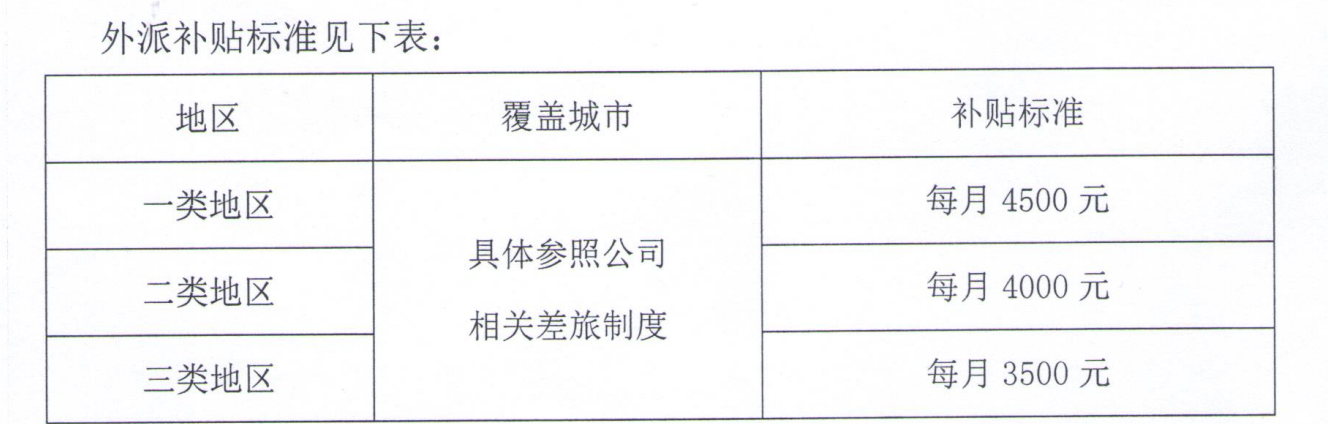 外派补贴标准见下表：
地区 覆盖城市 补贴标准
一类地区 每月 4500 元
具体参照公司
二类地区 每月 4000 元
相关差旅制度
三类地区 每月 3500 元